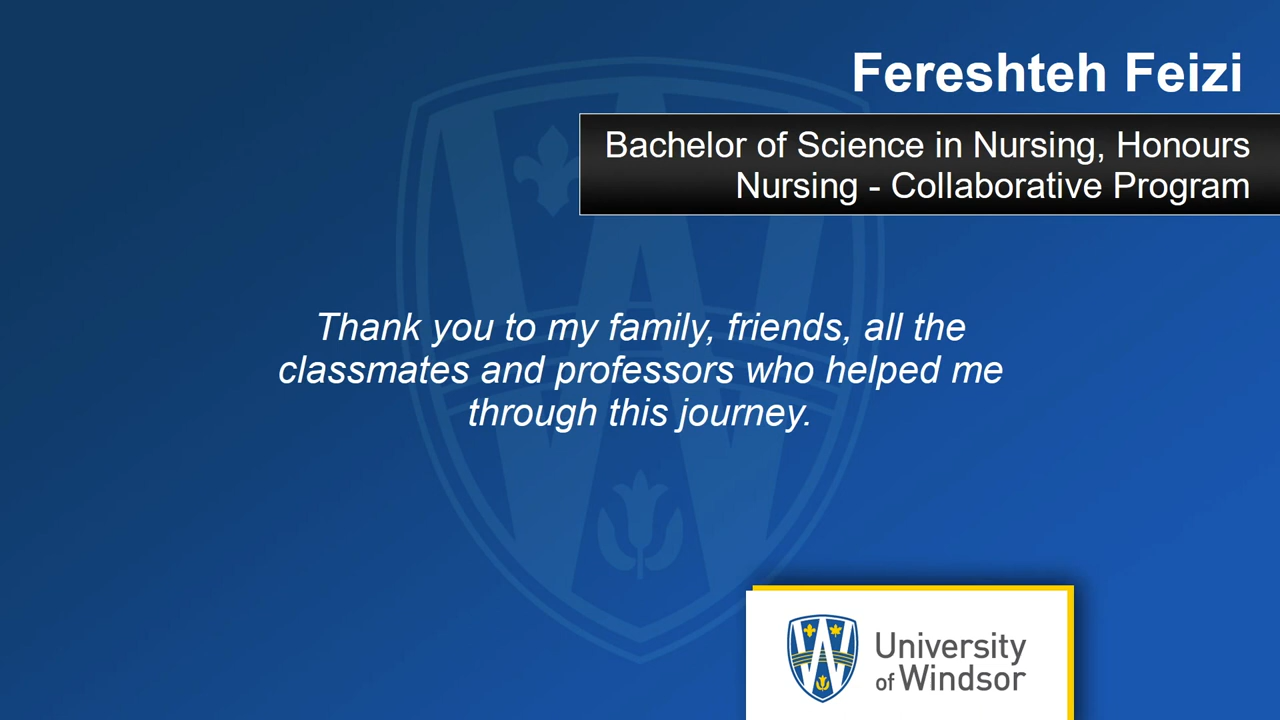 Fereshteh Feizi
Bachelor of Science in Nursing, Honours
Nursing - Collaborative Program
Thank you to my family, friends, all the
classmates and professors who helped me
through this journey.
University
of Windsor